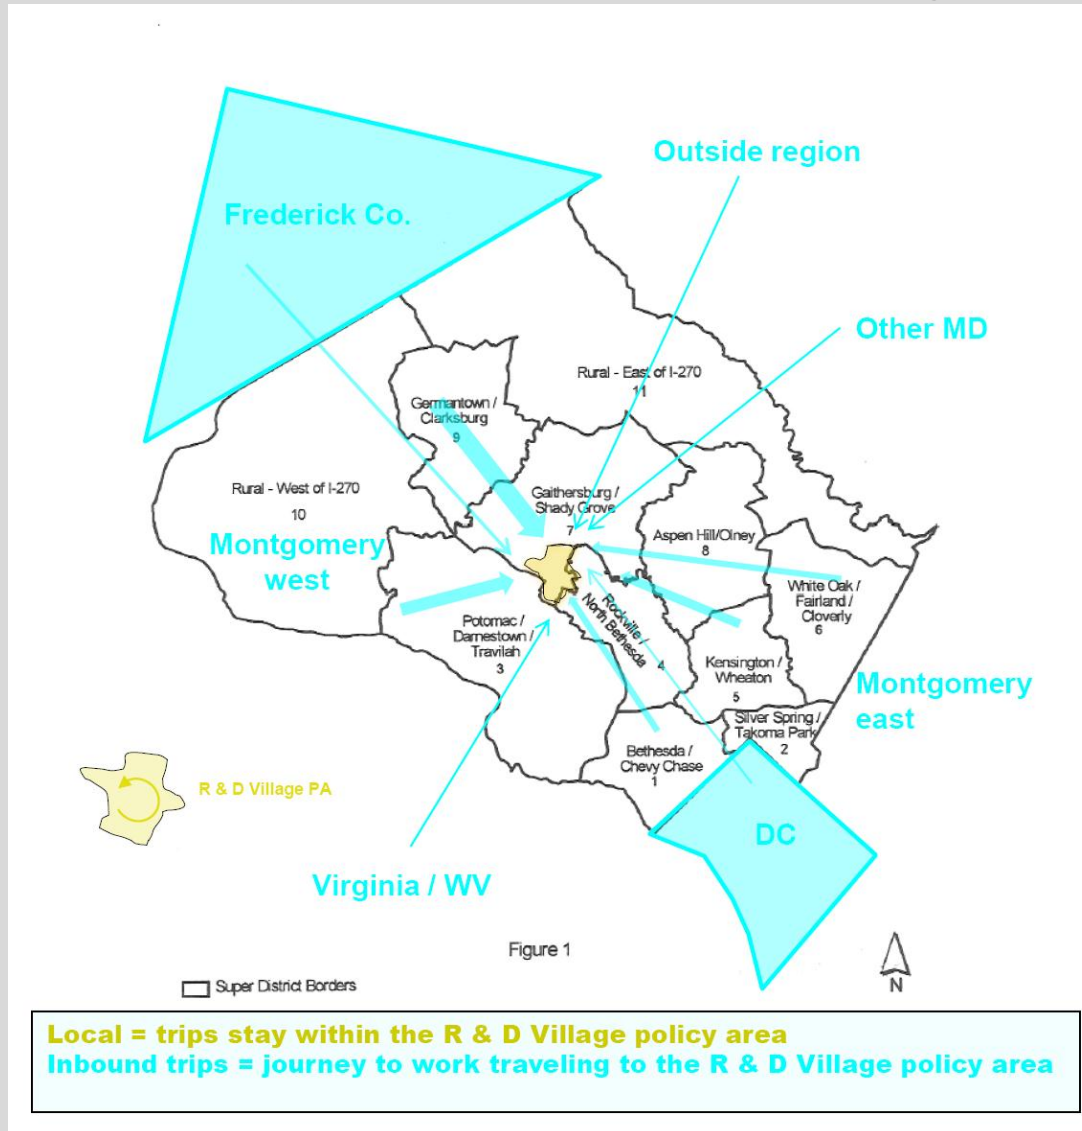 Outside region
Frederick Co.
Other MD
Rural - East of I-270
11
Germantown /
Clarksburg
9
Rural - West of I-270
10
Gaithersburg /
Shady Grove
7
Montgomery
west
Aspen Hill/Olney
8
White Oak /
Fairland /
Cloverly
6
Potomac /
Darnestown /
Travilah
3
Rockville /
North Bethesda
4
Kensington /
Wheaton
5
Montgomery
east
Silver Spring /
Takoma Park
2
Bethesda /
Chevy Chase
1
R & D Village PA
DC
Virginia / WV
Figure 1
N
Super District Borders
Local = trips stay within the R & D Village policy area
Inbound trips = journey to work traveling to the R & D Village policy area